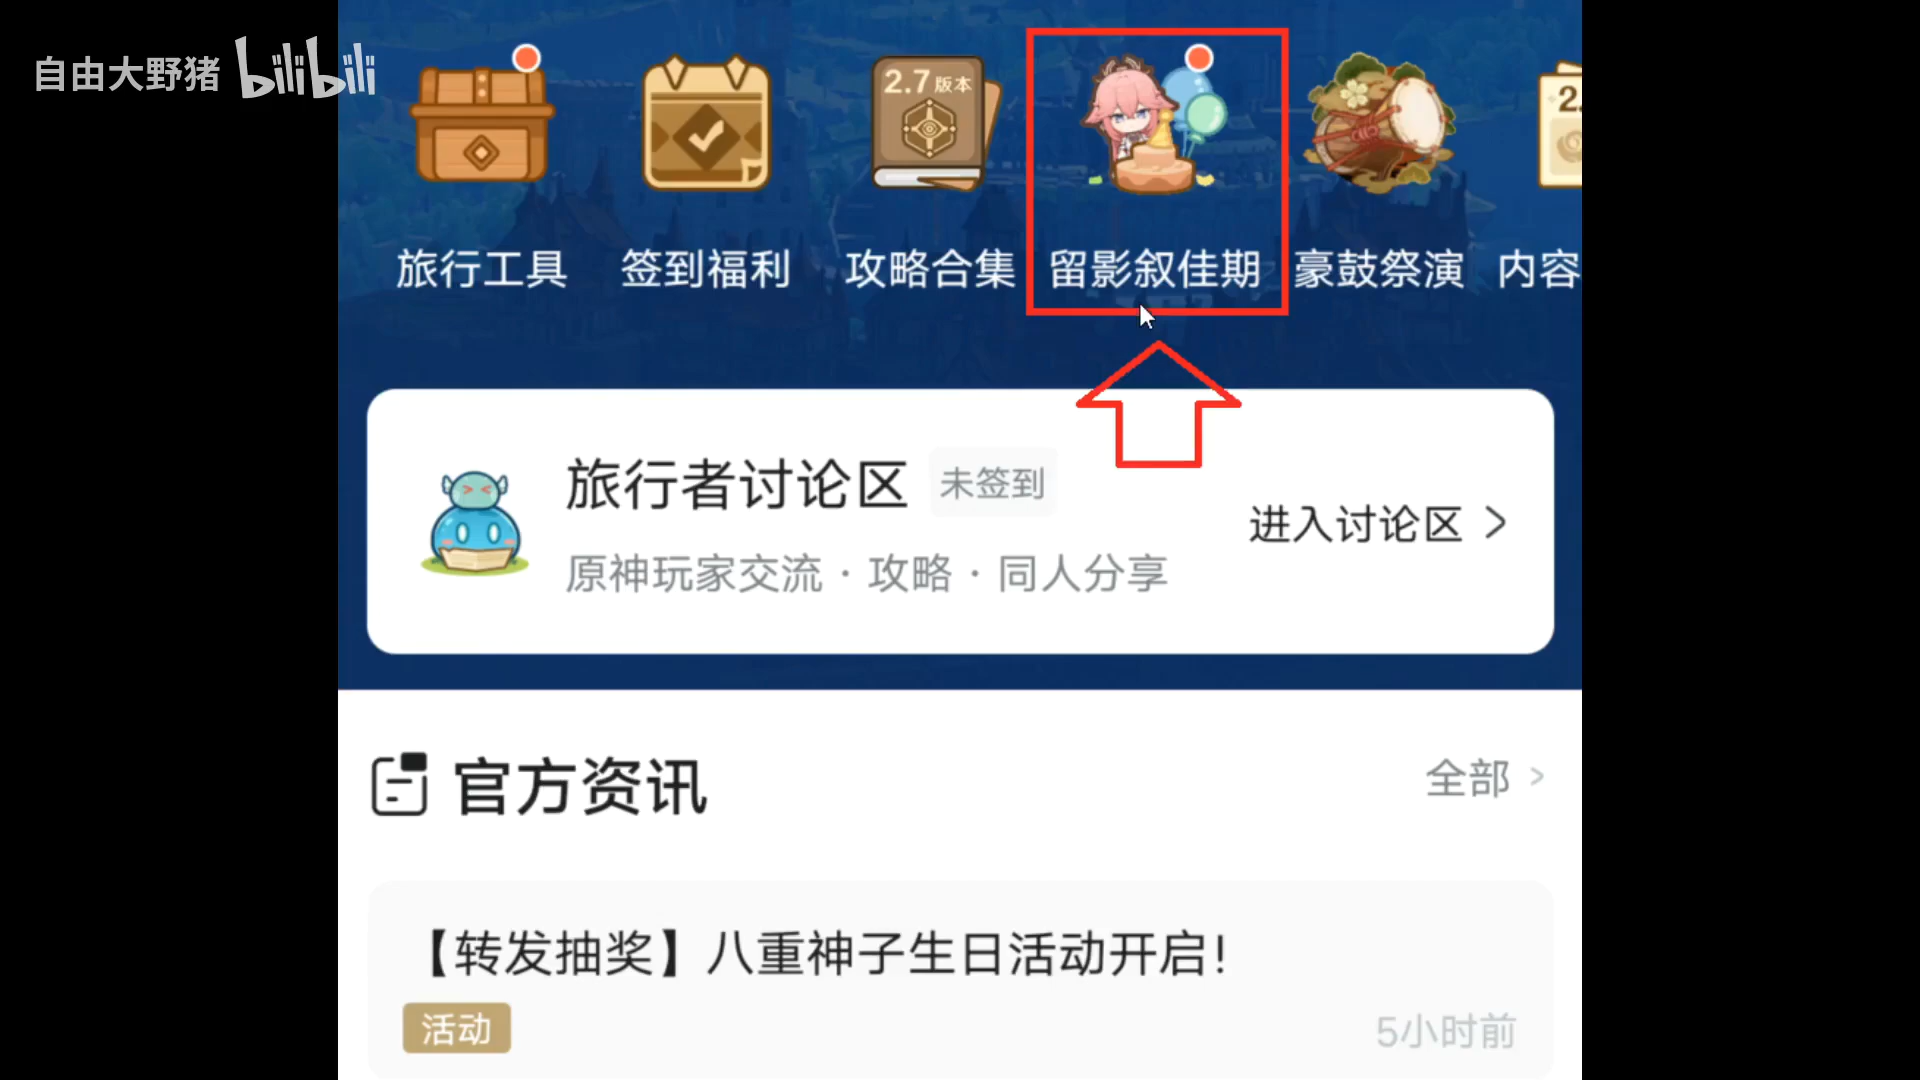 自由大野猪 bilibili
2.7版本
2.
旅行工具 签到福利 攻略合集 留影叙佳期 豪鼓祭演 内容
旅行者讨论区 未签到
进入讨论区
原神玩家交流 · 攻略 · 同人分享
官方资讯 全部
【转发抽奖】八重神子生日活动开启！
活动 5小时前